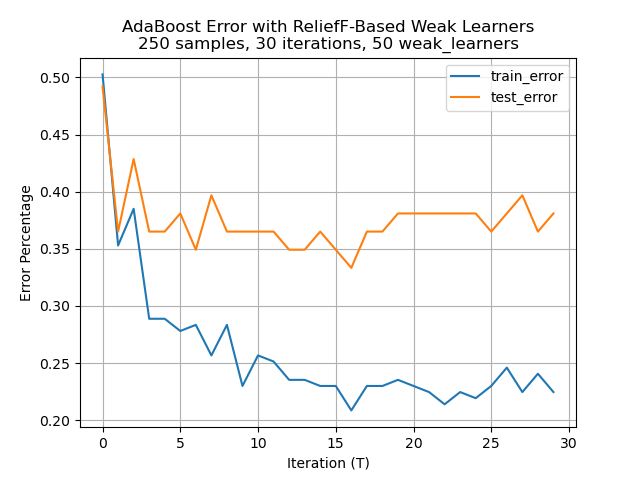 AdaBoost Error with ReliefF-Based Weak Learners
250 samples, 30 iterations, 50 weak_learners
train_error
test_error
0.50
0.45
0.40
0.35
0.30
0.25
0.20
Error Percentage
0 5 10 15 20 25 30
Iteration (T)